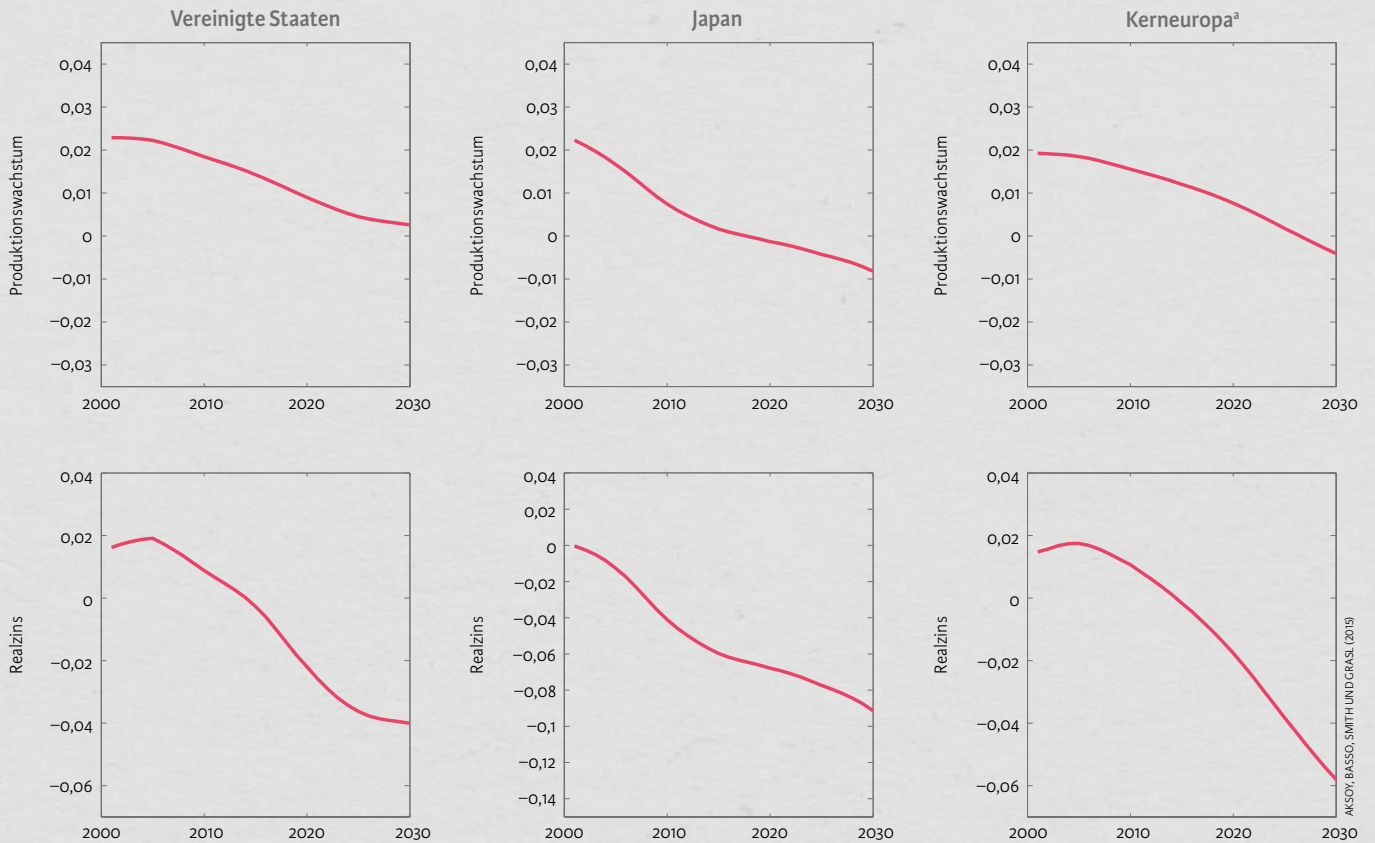 Vereinigte Staaten
Japan
Kerneuropaª
Produktionswachstum
0,04
0,03
0,02
0,01
0
−0,01
−0,02
−0,03
2000 2010 2020 2030
Produktionswachstum
0,04
0,03
0,02
0,01
0
−0,01
−0,02
−0,03
2000 2010 2020 2030
Produktionswachstum
0,04
0,03
0,02
0,01
0
−0,01
−0,02
−0,03
2000 2010 2020 2030
Realzins
0,04
0,02
0
−0,02
−0,04
−0,06
2000 2010 2020 2030
Realzins
0,04
0,02
0
−0,02
−0,04
−0,06
−0,08
−0,1
−0,12
−0,14
2000 2010 2020 2030
Realzins
0,04
0,02
0
−0,02
−0,04
−0,06
2000 2010 2020 2030
AKSOY, BASSO, SMITH UND GRASL (2015)